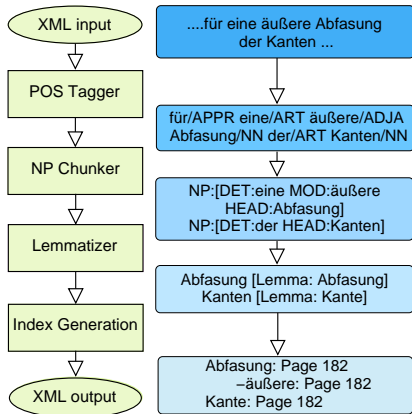 XML input
POS Tagger
NP Chunker
Lemmatizer
Index Generation
XML output
....für eine äußere Abfasung
der Kanten ...
für/APPR eine/ART äußere/ADJA
Abfasung/NN der/ART Kanten/NN
NP:[DET:eine MOD:äußere
HEAD:Abfasung]
NP:[DET:der HEAD:Kanten]
Abfasung [Lemma: Abfasung]
Kanten [Lemma: Kante]
Abfasung: Page 182
–äußere: Page 182
Kante: Page 182